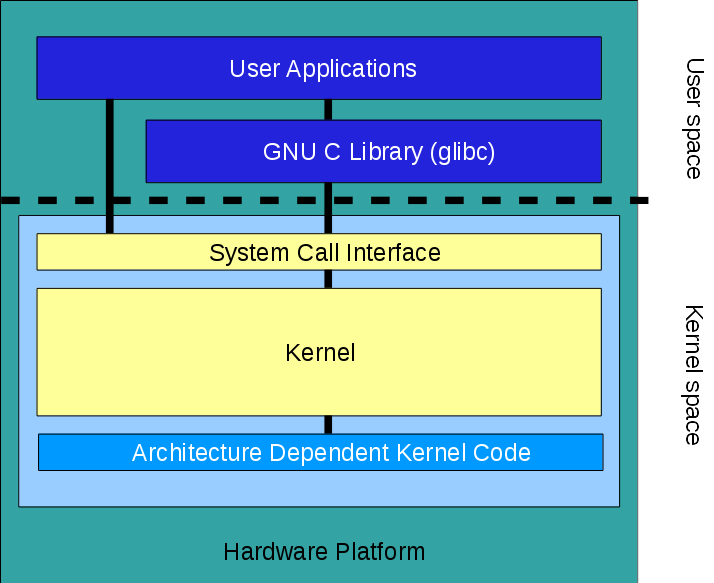 User Applications
GNU C Library (glibc)
User space
System Call Interface
Kernel
Kernel space
Architecture Dependent Kernel Code
Hardware Platform